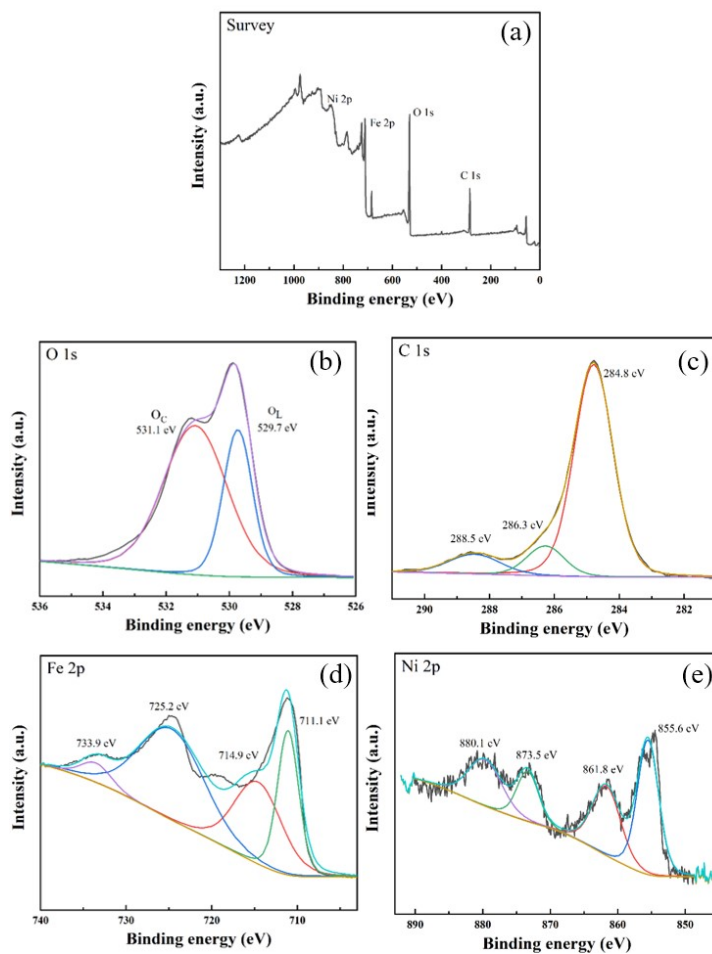 Survey
(a)
Ni 2p
Fe 2p
O 1s
C 1s
Intensity (a.u.)
1200 1000 800 600 400 200 0
Binding energy (eV)
O 1s
(b)
O_C
531.1 eV
O_L
529.7 eV
Intensity (a.u.)
536 534 532 530 528 526
Binding energy (eV)
C 1s
(c)
284.8 eV
286.3 eV
288.5 eV
Intensity (a.u.)
290 288 286 284 282
Binding energy (eV)
Fe 2p
(d)
725.2 eV
711.1 eV
733.9 eV
714.9 eV
Intensity (a.u.)
740 730 720 710
Binding energy (eV)
Ni 2p
(e)
855.6 eV
880.1 eV
873.5 eV
861.8 eV
Intensity (a.u.)
890 880 870 860 850
Binding energy (eV)